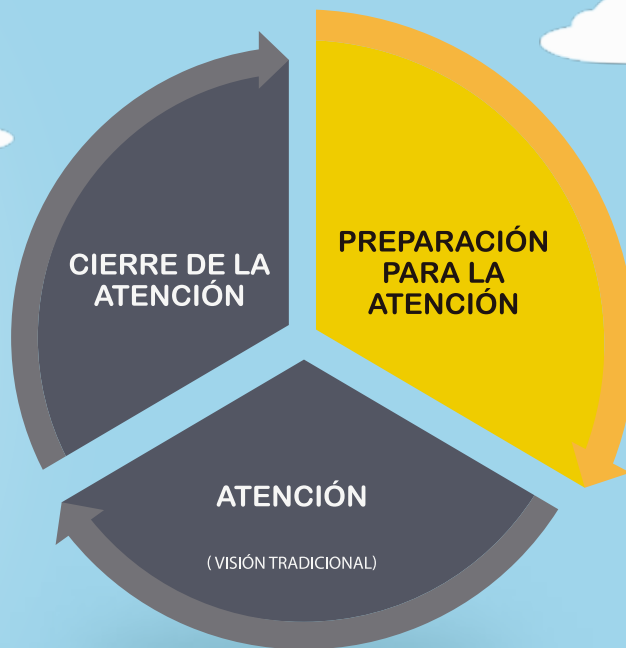 PREPARACIÓN
PARA LA
ATENCIÓN
ATENCIÓN
( VISIÓN TRADICIONAL)
CIERRE DE LA
ATENCIÓN